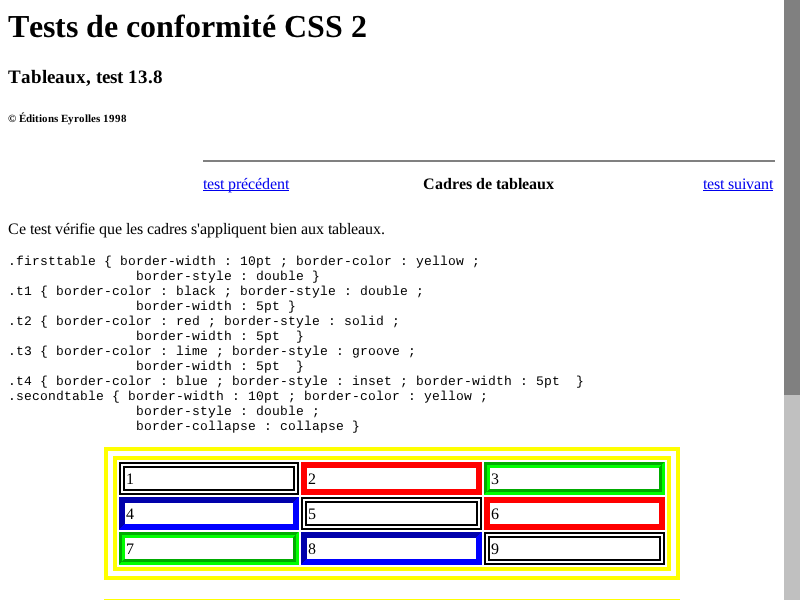 Tests de conformité CSS 2
Tableaux, test 13.8
© Éditions Eyrolles 1998
test précédent Cadres de tableaux test suivant
Ce test vérifie que les cadres s'appliquent bien aux tableaux.
.firsttable { border-width : 10pt ; border-color : yellow ;
border-style : double }
.t1 { border-color : black ; border-style : double ;
border-width : 5pt }
.t2 { border-color : red ; border-style : solid ;
border-width : 5pt  }
.t3 { border-color : lime ; border-style : groove ;
border-width : 5pt  }
.t4 { border-color : blue ; border-style : inset ; border-width : 5pt  }
.secondtable { border-width : 10pt ; border-color : yellow ;
border-style : double ;
border-collapse : collapse }
1 2 3
4 5 6
7 8 9